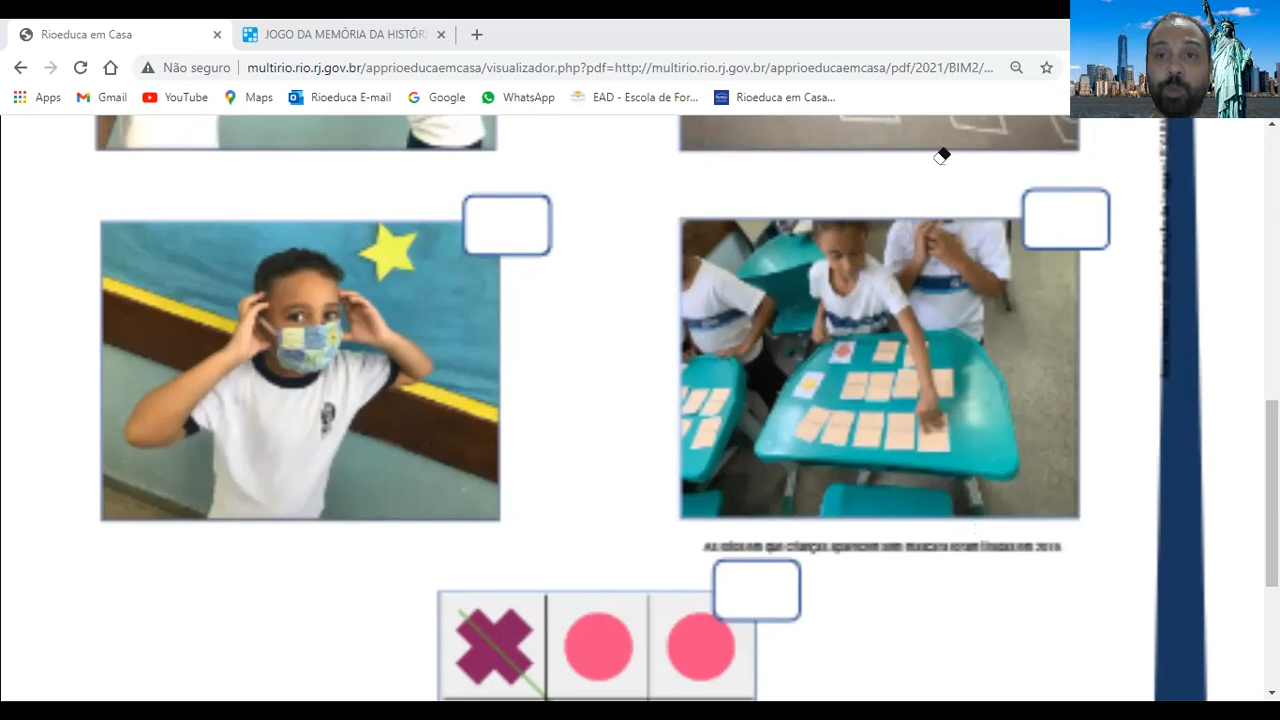 Rioeduca em Casa
JOGO DA MEMÓRIA DA HISTÓR
Não seguro
multirio.rio.rj.gov.br/apprioeducaemcasa/visualizador.php?pdf=http://multirio.rio.rj.gov.br/apprioeducaemcasa/pdf/2021/BIM2/...
Apps
Gmail
YouTube
Maps
Rioeduca E-mail
Google
WhatsApp
EAD - Escola de For...
Rioeduca em Casa...